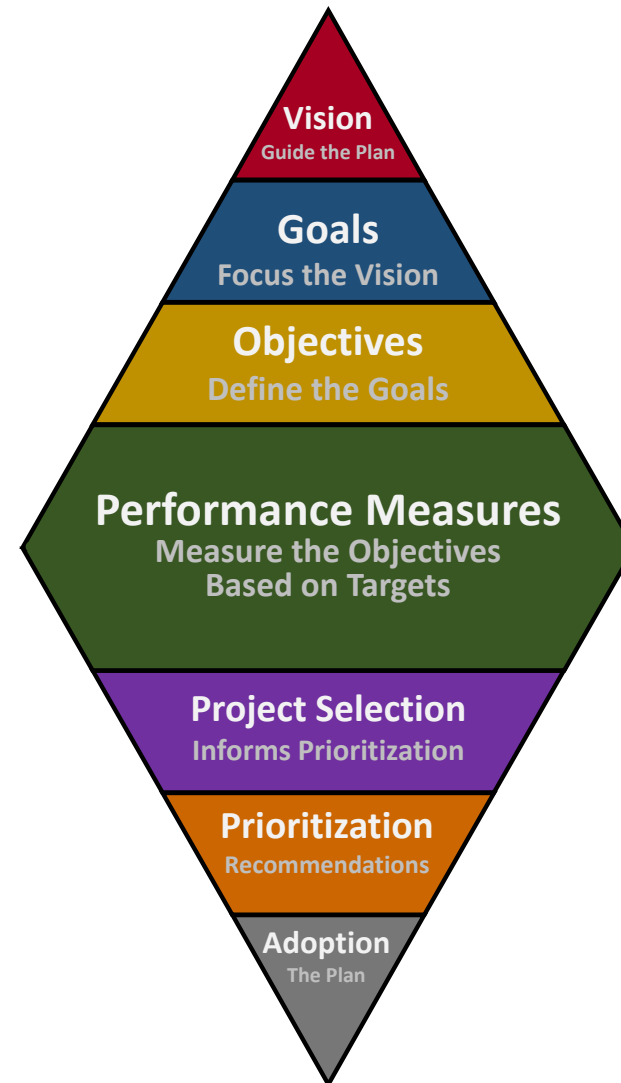 Vision
Guide the Plan
Goals
Focus the Vision
Objectives
Define the Goals
Performance Measures
Measure the Objectives
Based on Targets
Project Selection
Informs Prioritization
Prioritization
Recommendations
Adoption
The Plan